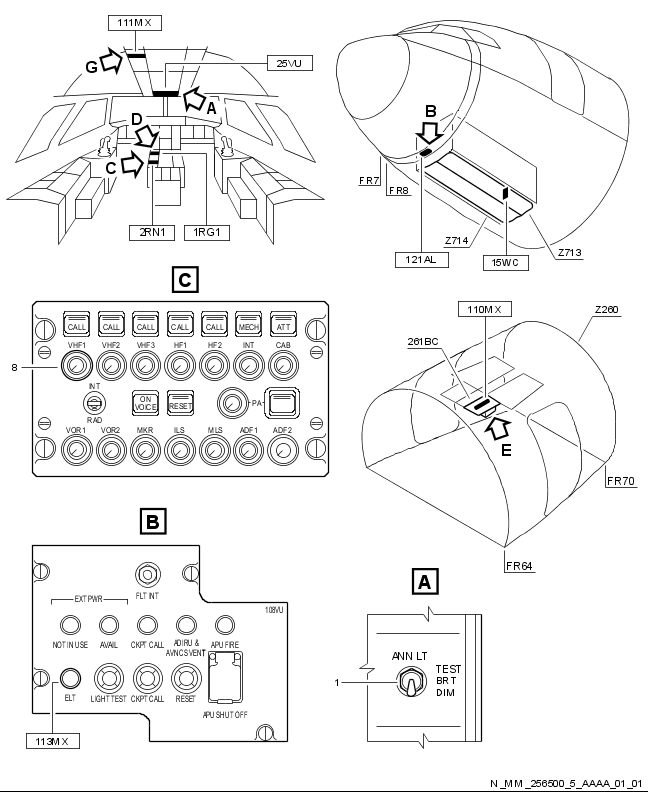 111MX
G
25VU
A
D
C
2RN1
1RG1
B
FR7
FR8
Z714
Z713
121AL
15WC
C
CALL CALL CALL CALL CALL MECH ATT
VHF1 VHF2 VHF3 HF1 HF2 INT CAB
8
INT
ON
VOICE
RESET
PA
RAD
VOR1 VOR2 MKR ILS MLS ADF1 ADF2
110MX
Z260
261BC
E
FR70
FR64
B
FLT INT
EXT PWR
108VU
NOT IN USE AVAIL CKPT CALL ADIRU &
AVNCS VENT APU FIRE
ELT LIGHT TEST CKPT CALL RESET
APU SHUT OFF
113MX
A
ANN LT
TEST
1 BRT
DIM
N_MM_256500_5_AAAA_01_01